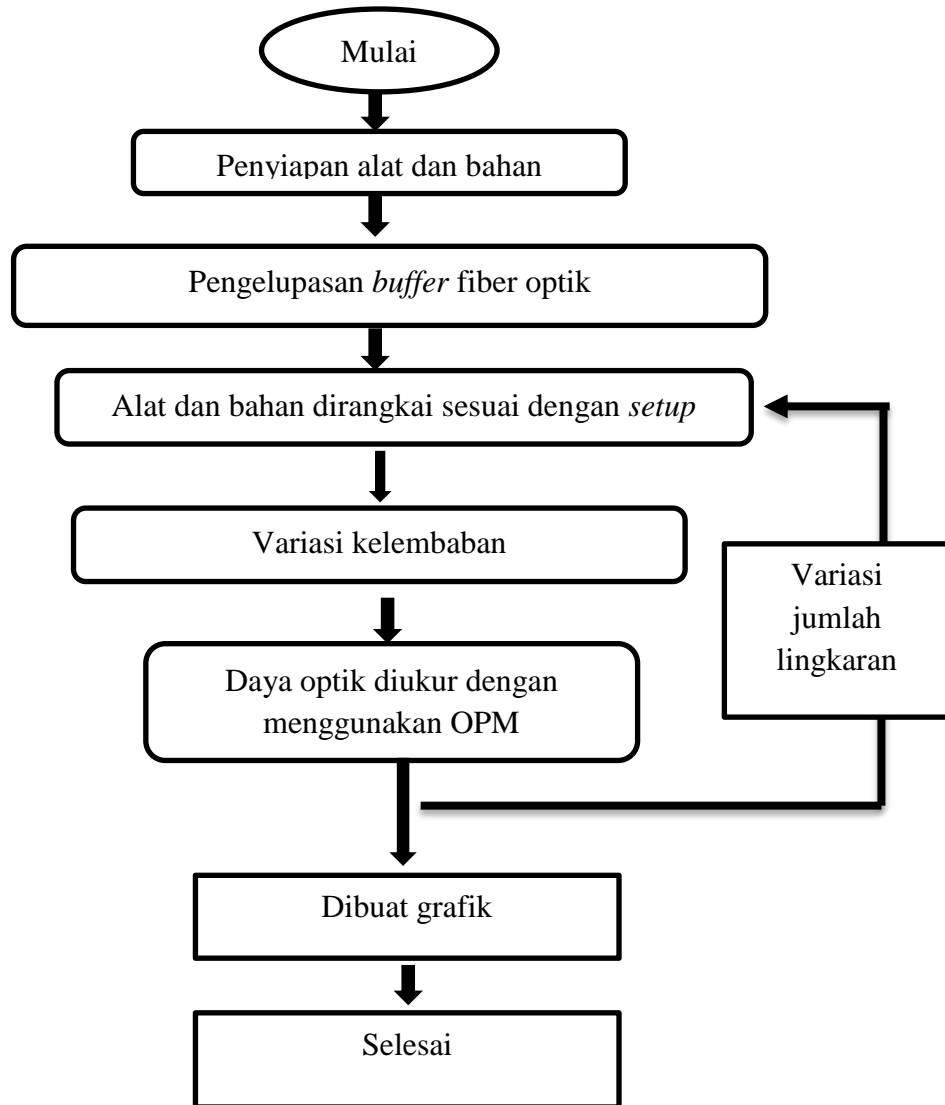 Mulai
Penyiapan alat dan bahan
Pengelupasan buffer fiber optik
Alat dan bahan dirangkai sesuai dengan setup
Variasi kelembaban
Variasi
jumlah
lingkaran
Daya optik diukur dengan
menggunakan OPM
Dibuat grafik
Selesai